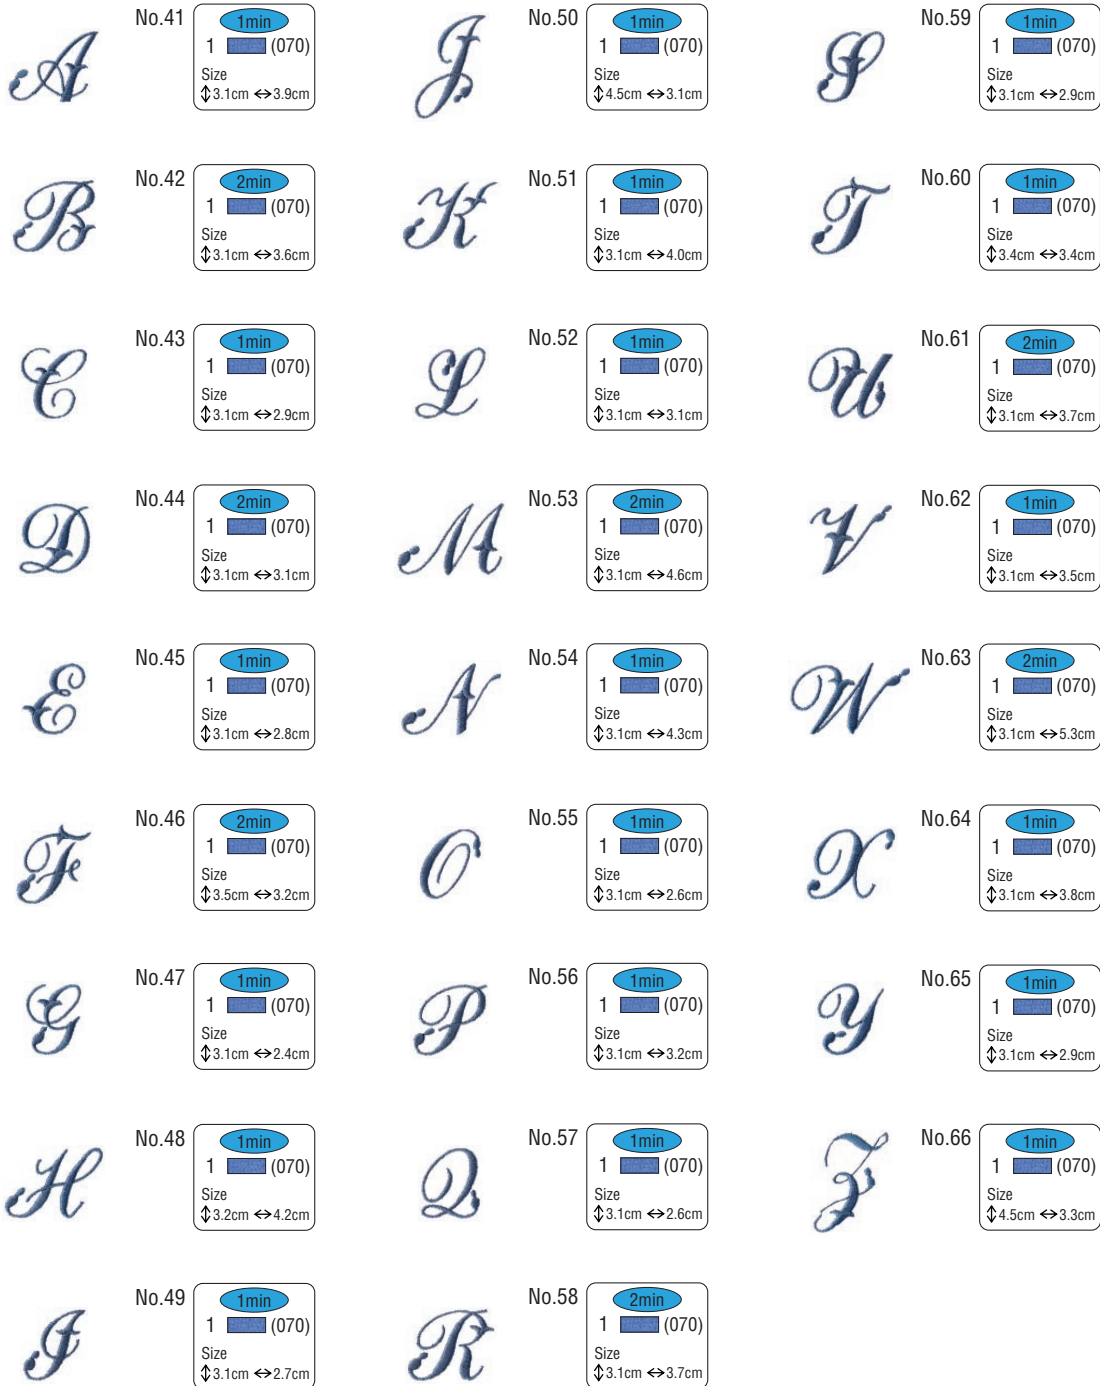 A
No.41
1min
1 (070)
Size
↕3.1cm ↔3.9cm
B
No.42
2min
1 (070)
Size
↕3.1cm ↔3.6cm
C
No.43
1min
1 (070)
Size
↕3.1cm ↔2.9cm
D
No.44
2min
1 (070)
Size
↕3.1cm ↔3.1cm
E
No.45
1min
1 (070)
Size
↕3.1cm ↔2.8cm
F
No.46
2min
1 (070)
Size
↕3.5cm ↔3.2cm
G
No.47
1min
1 (070)
Size
↕3.1cm ↔2.4cm
H
No.48
1min
1 (070)
Size
↕3.2cm ↔4.2cm
I
No.49
1min
1 (070)
Size
↕3.1cm ↔2.7cm
J
No.50
1min
1 (070)
Size
↕4.5cm ↔3.1cm
K
No.51
1min
1 (070)
Size
↕3.1cm ↔4.0cm
L
No.52
1min
1 (070)
Size
↕3.1cm ↔3.1cm
M
No.53
2min
1 (070)
Size
↕3.1cm ↔4.6cm
N
No.54
1min
1 (070)
Size
↕3.1cm ↔4.3cm
O
No.55
1min
1 (070)
Size
↕3.1cm ↔2.6cm
P
No.56
1min
1 (070)
Size
↕3.1cm ↔3.2cm
Q
No.57
1min
1 (070)
Size
↕3.1cm ↔2.6cm
R
No.58
2min
1 (070)
Size
↕3.1cm ↔3.7cm
S
No.59
1min
1 (070)
Size
↕3.1cm ↔2.9cm
T
No.60
1min
1 (070)
Size
↕3.4cm ↔3.4cm
U
No.61
2min
1 (070)
Size
↕3.1cm ↔3.7cm
V
No.62
1min
1 (070)
Size
↕3.1cm ↔3.5cm
W
No.63
2min
1 (070)
Size
↕3.1cm ↔5.3cm
X
No.64
1min
1 (070)
Size
↕3.1cm ↔3.8cm
Y
No.65
1min
1 (070)
Size
↕3.1cm ↔2.9cm
Z
No.66
1min
1 (070)
Size
↕4.5cm ↔3.3cm